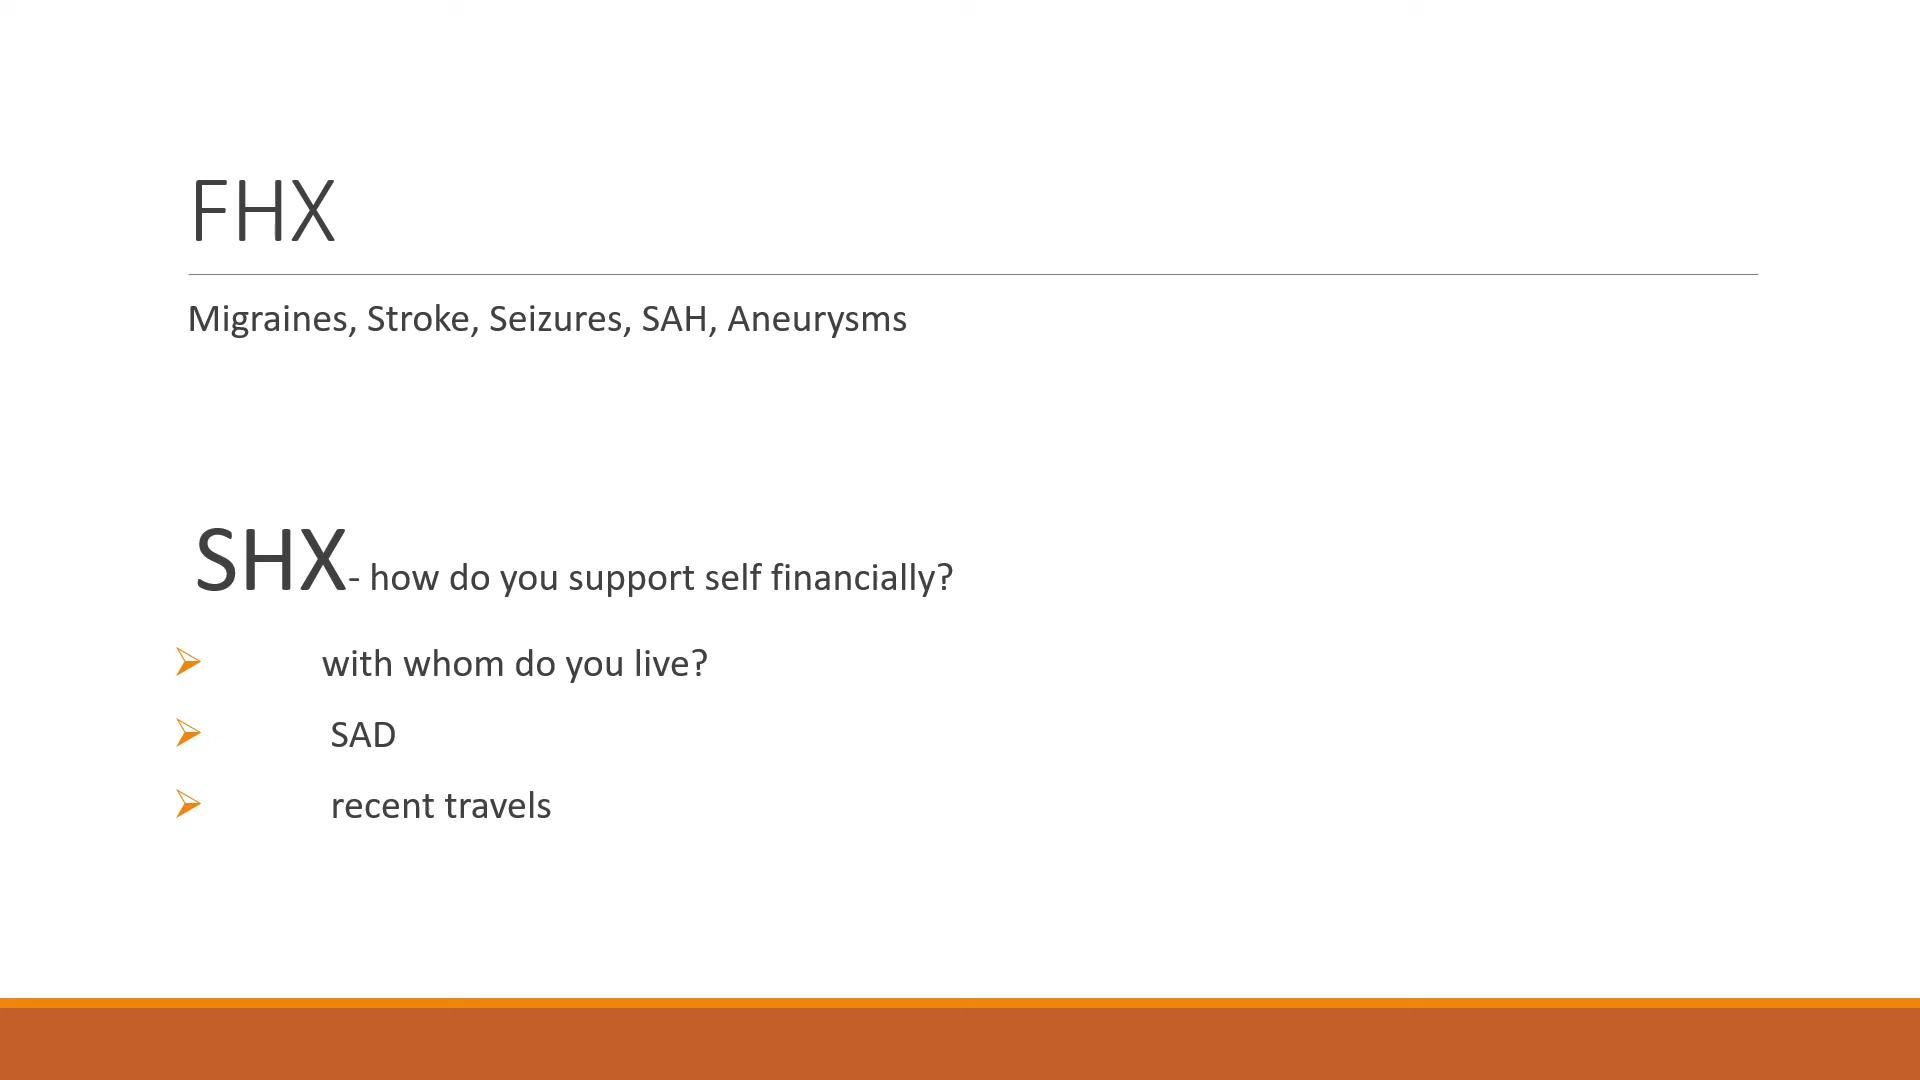 FHX
Migraines, Stroke, Seizures, SAH, Aneurysms
SHX- how do you support self financially?
with whom do you live?
SAD
recent travels